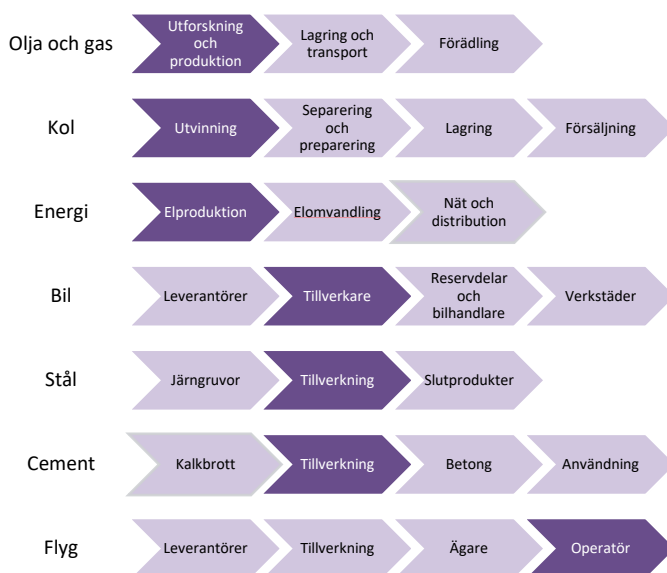 Olja och gas
Utforskning
och
produktion
Lagring och
transport
Förädling
Kol
Utvinning
Separering
och
preparering
Lagring
Försäljning
Energi
Elproduktion
Elomvandling
Nät och
distribution
Bil
Leverantörer
Tillverkare
Reservdelar
och
bilhandlare
Verkstäder
Stål
Järngruvor
Tillverkning
Slutprodukter
Cement
Kalkbrott
Tillverkning
Betong
Användning
Flyg
Leverantörer
Tillverkning
Ägare
Operatör